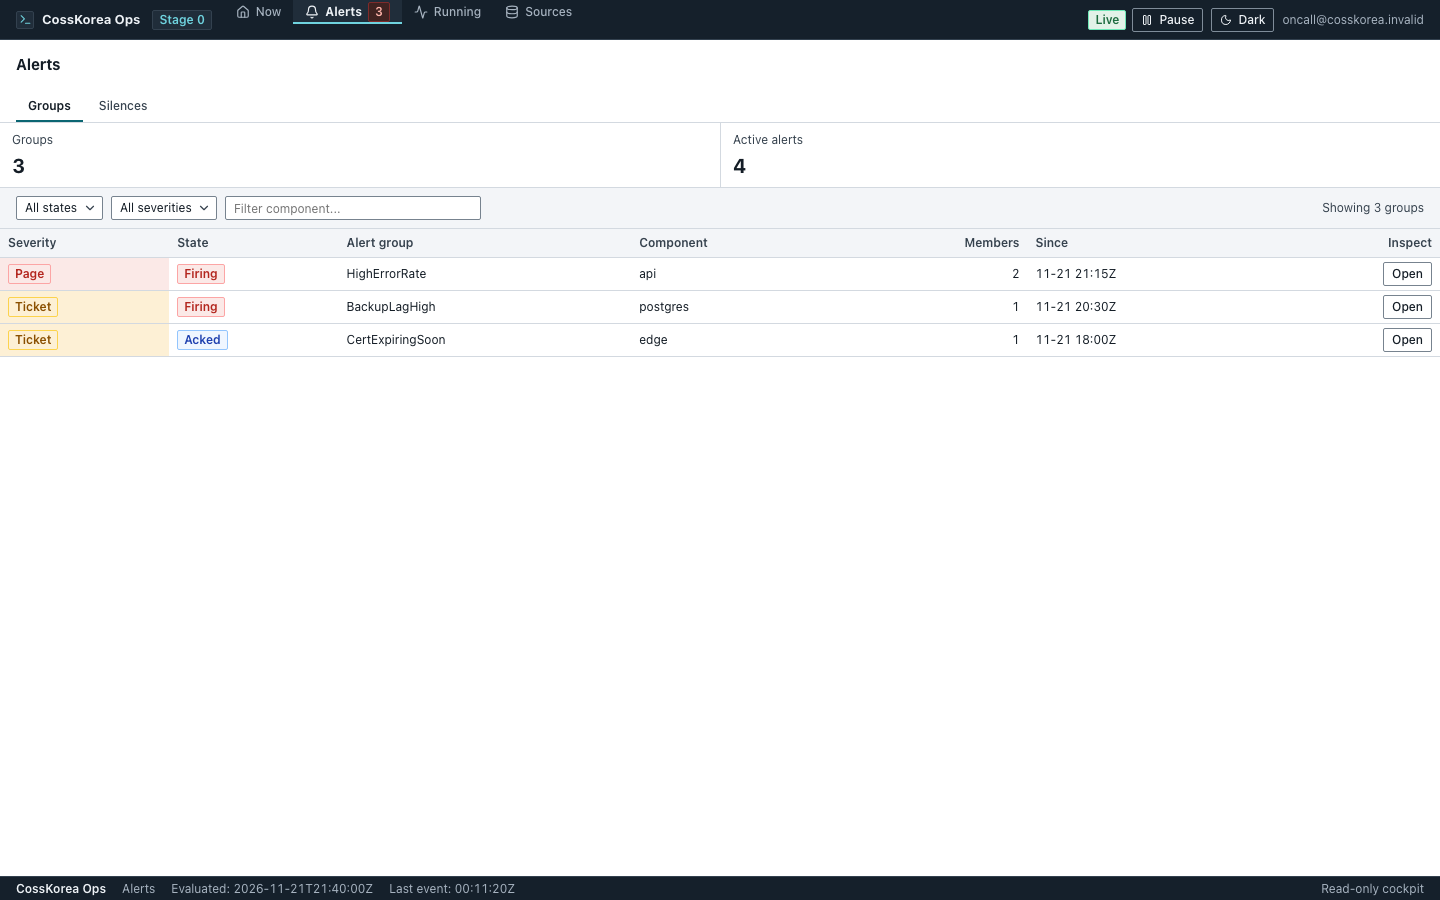 CossKorea Ops Stage 0 Now Alerts 3 Running Sources Live Pause Dark oncall@cosskorea.invalid
Alerts
Groups Silences
Groups Active alerts
3 4
All states All severities Filter component... Showing 3 groups
Severity State Alert group Component Members Since Inspect
Page Firing HighErrorRate api 2 11-21 21:15Z Open
Ticket Firing BackupLagHigh postgres 1 11-21 20:30Z Open
Ticket Acked CertExpiringSoon edge 1 11-21 18:00Z Open
CossKorea Ops Alerts Evaluated: 2026-11-21T21:40:00Z Last event: 00:11:20Z Read-only cockpit